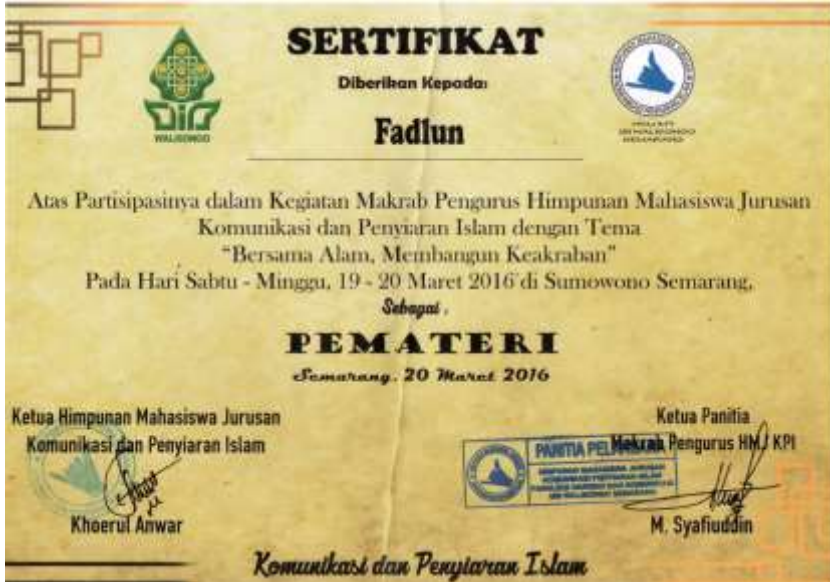 SERTIFIKAT
Diberikan Kepada:
Fadlun
WALISONGO
Atas Partisipasinya dalam Kegiatan Makrab Pengurus Himpunan Mahasiswa Jurusan
Komunikasi dan Penyiaran Islam dengan Tema
“Bersama Alam, Membangun Keakraban”
Pada Hari Sabtu - Minggu, 19 - 20 Maret 2016 di Sumowono Semarang,
Sebagai,
PEMATERI
Semarang, 20 Maret 2016
Ketua Himpunan Mahasiswa Jurusan
Komunikasi dan Penyiaran Islam
Khoerul Anwar
Ketua Panitia
Makrab Pengurus HMJ KPI
PANITIA
M. Syafiuddin
Komunikasi dan Penyiaran Islam